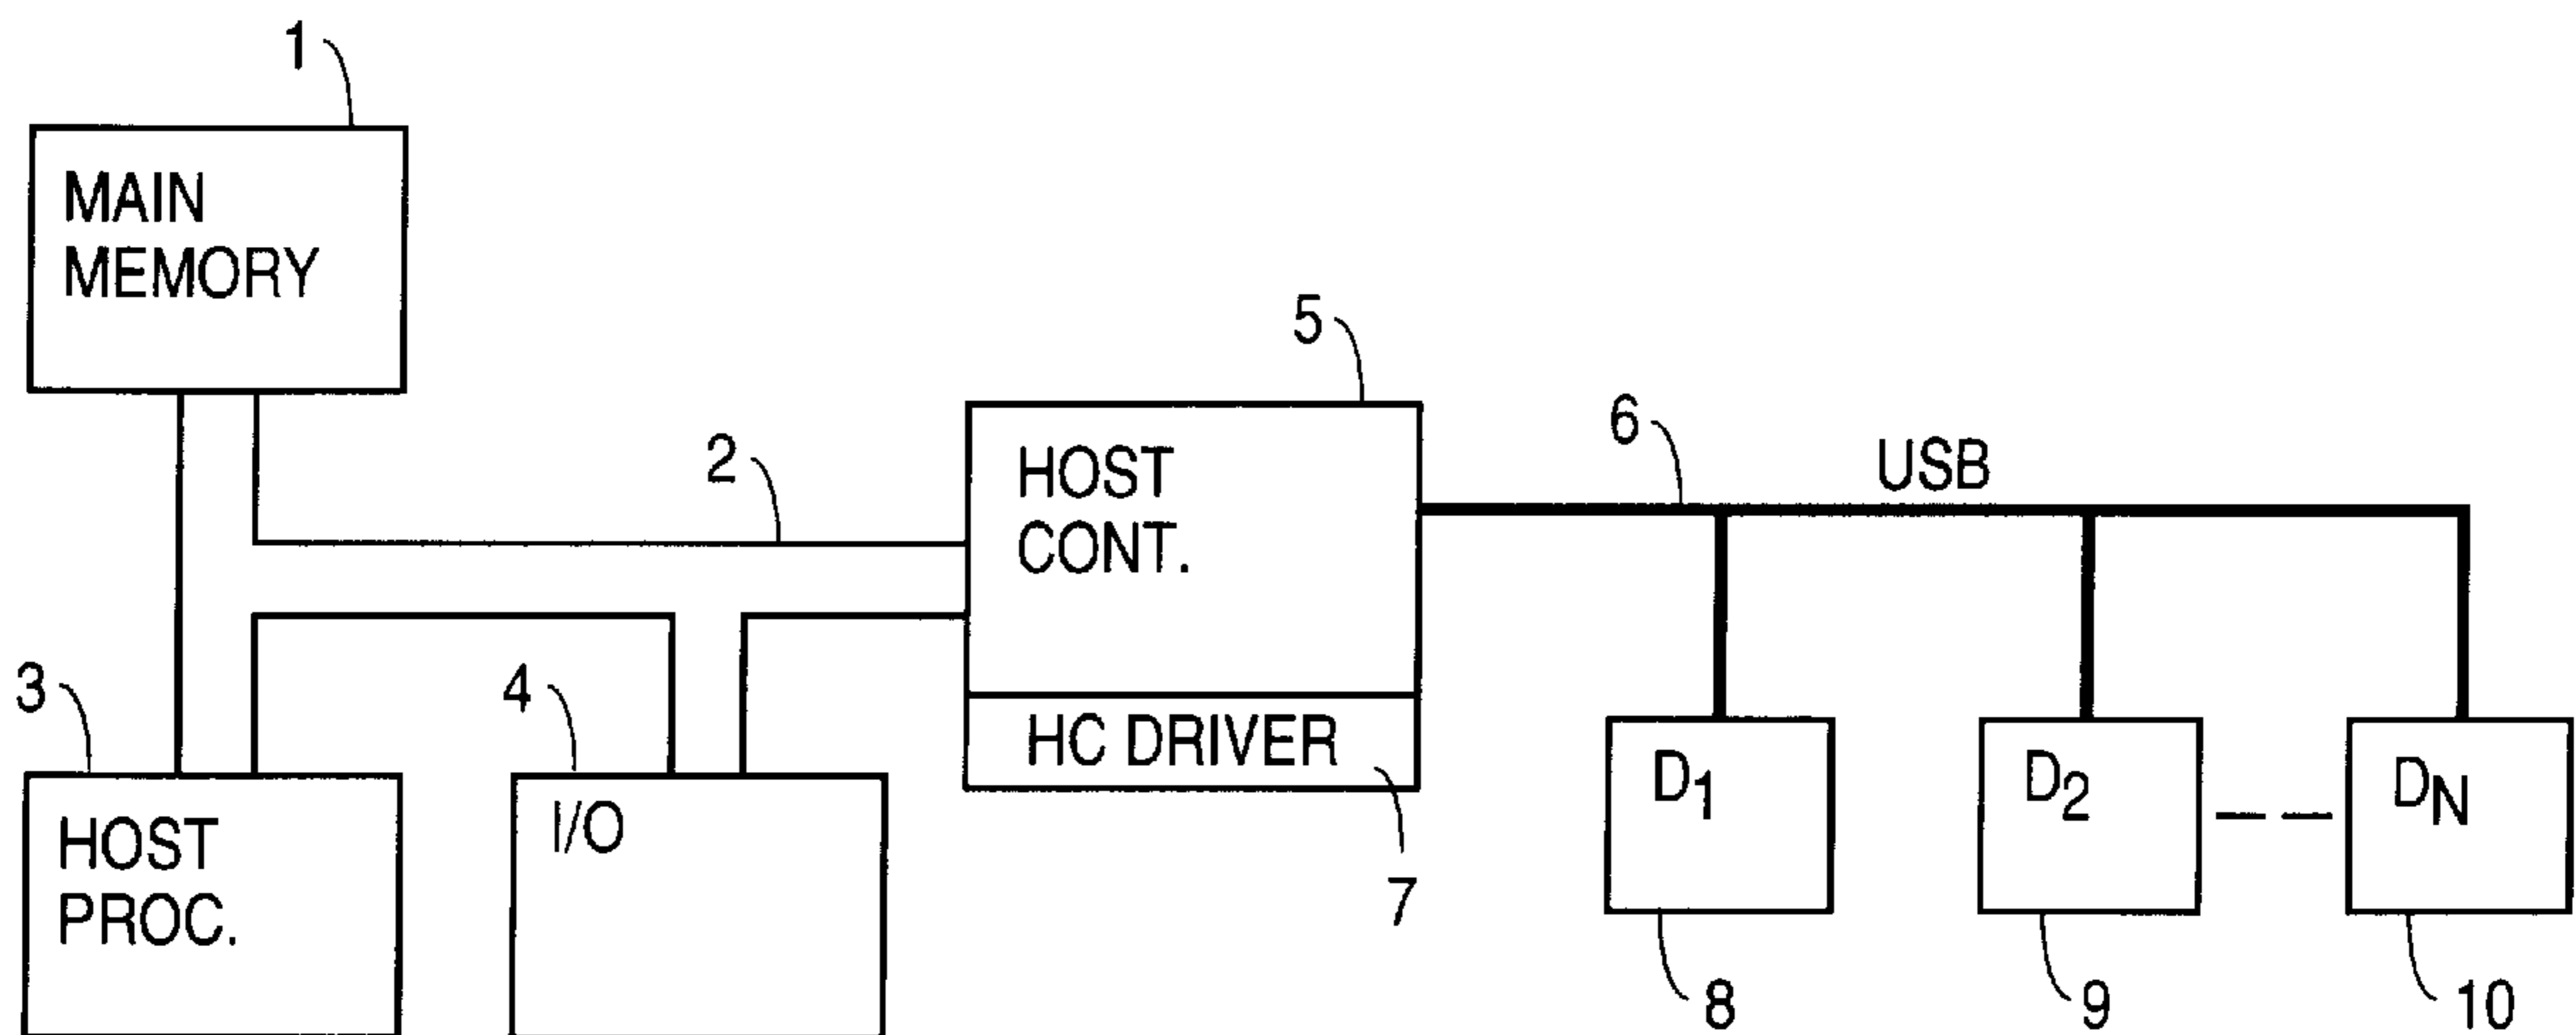 1
MAIN
MEMORY
2
3
HOST
PROC.
4
I/O
5
HOST
CONT.
HC DRIVER
7
6
USB
D1
8
D2
9
DN
10